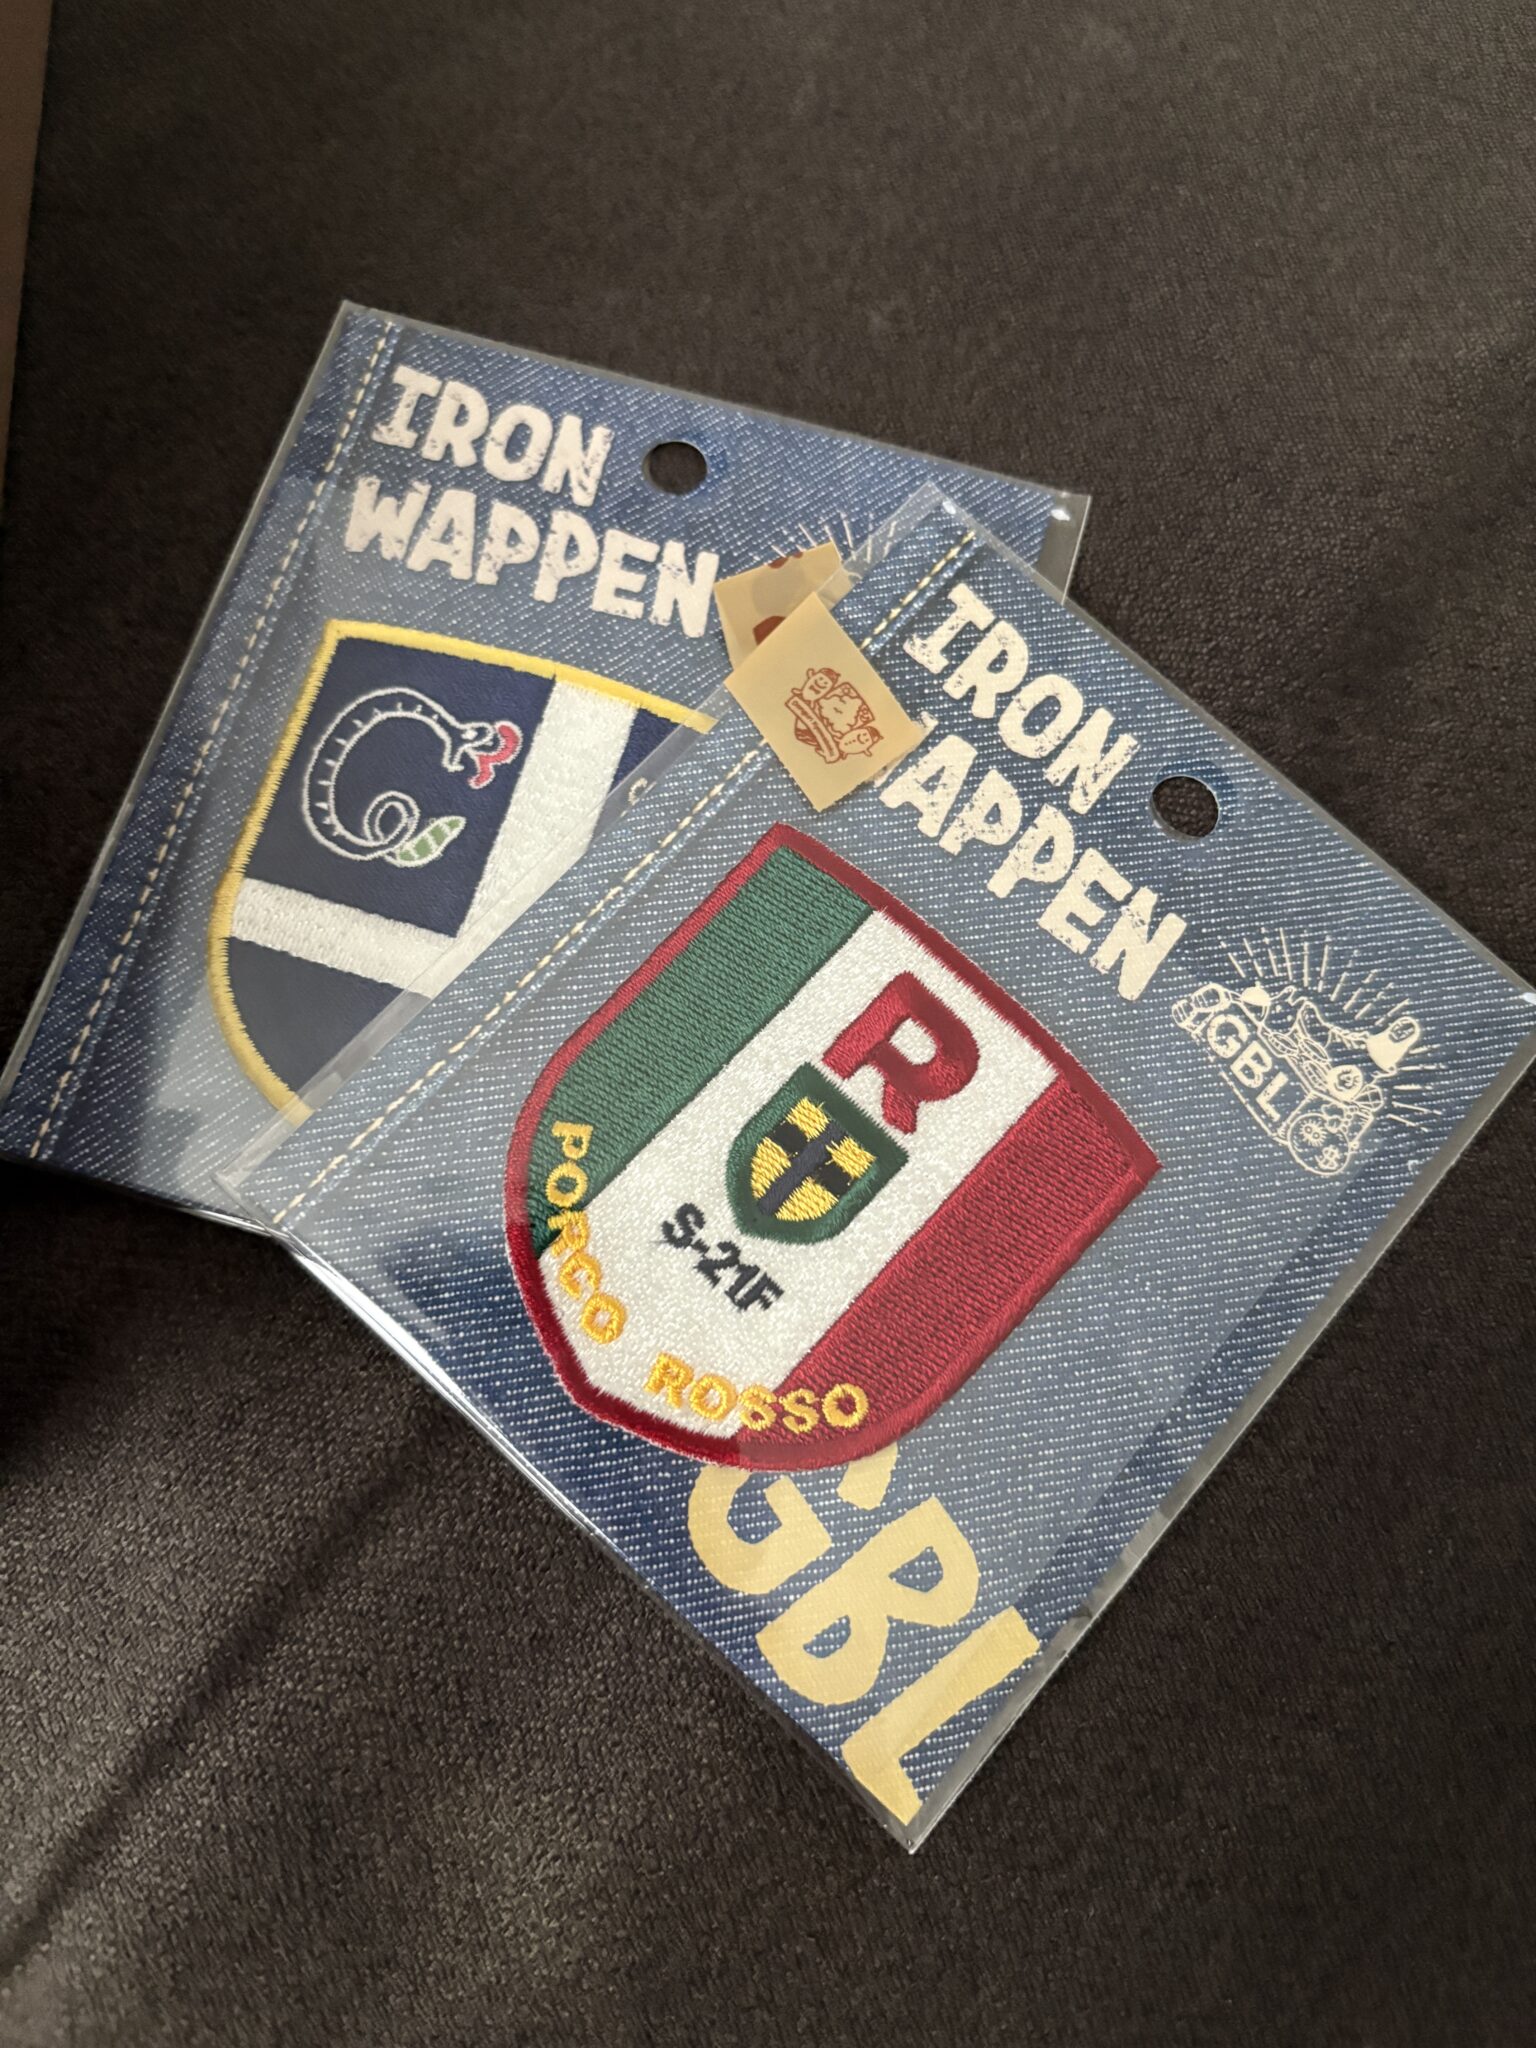 IRON
WAPPEN
IRON
WAPPEN
GBL
R
S-21F
PORCO ROSSO
GBL